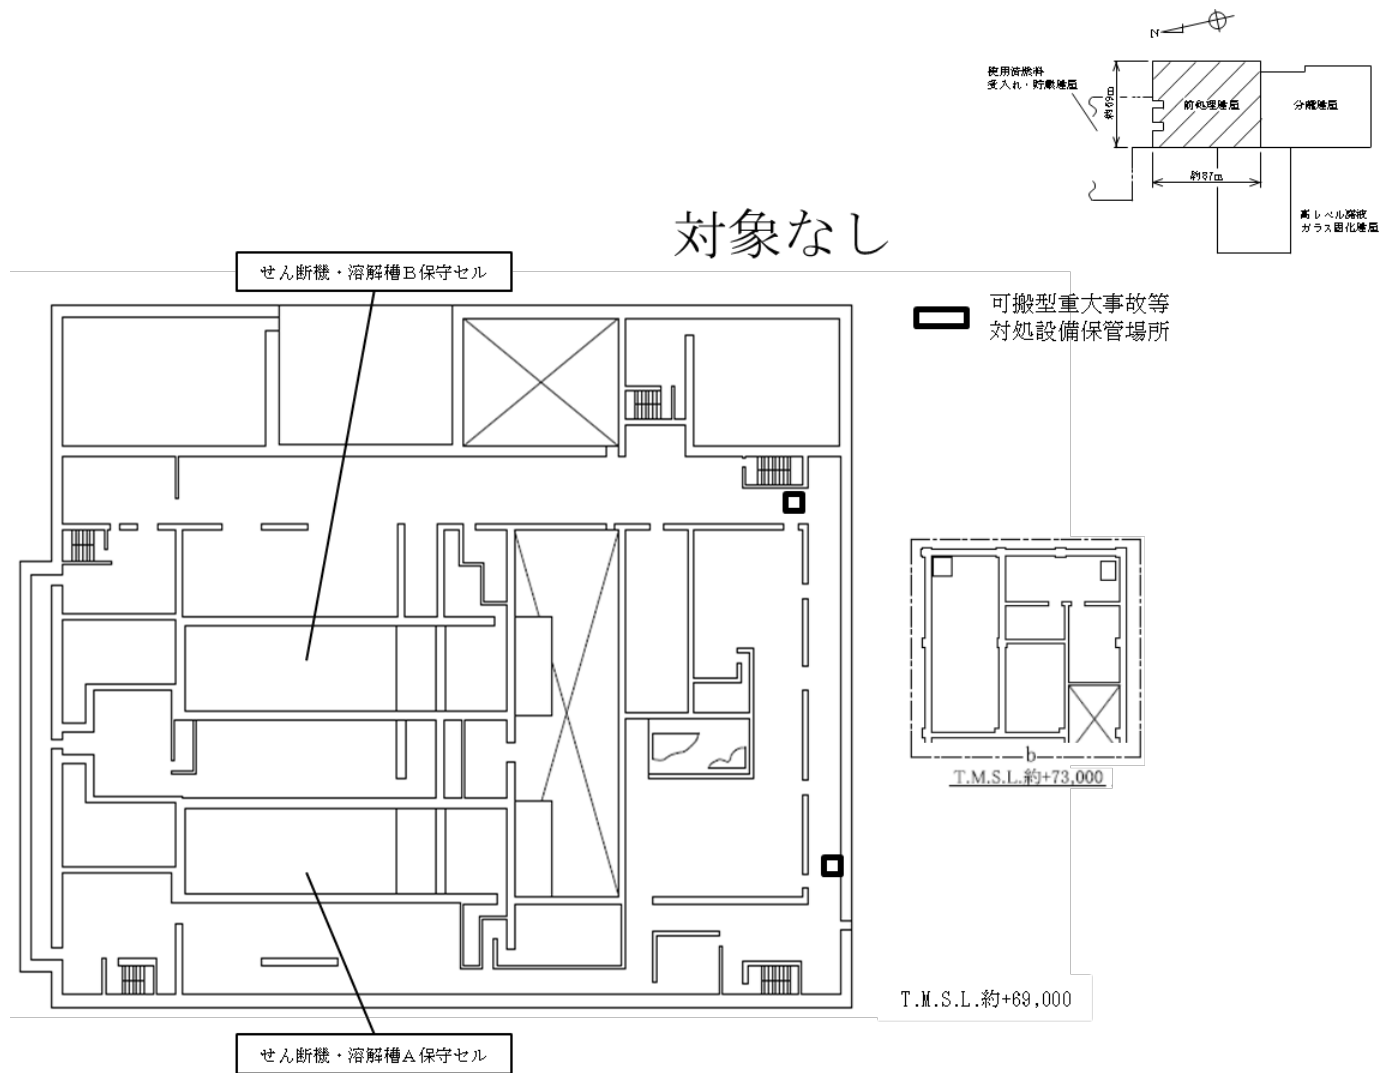 N
使用済燃料
受入れ・貯蔵建屋
約69m
前処理建屋
分離建屋
約87m
高レベル廃液
ガラス固化建屋
対象なし
せん断機・溶解槽B保守セル
可搬型重大事故等
対処設備保管場所
b
T.M.S.L.約+73,000
T.M.S.L.約+69,000
せん断機・溶解槽A保守セル